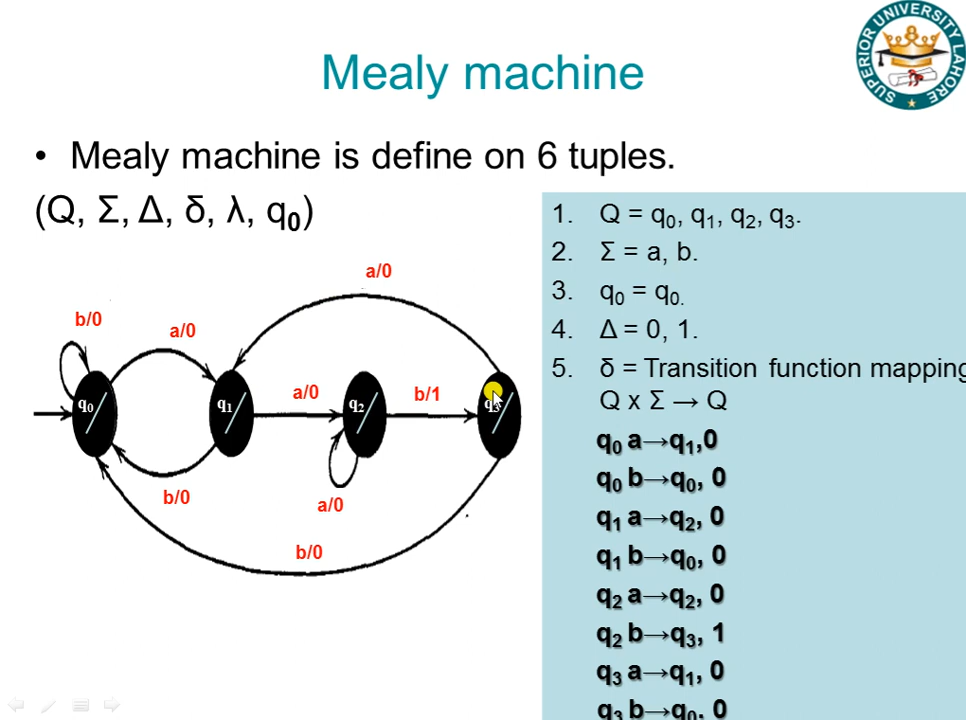 SUPERIOR UNIVERSITY LAHORE
Mealy machine
• Mealy machine is define on 6 tuples.
(Q, Σ, Δ, δ, λ, q₀)
a/0
b/0
a/0
a/0
b/1
q₀
q₁
q₂
q₃
b/0
a/0
b/0
1. Q = q₀, q₁, q₂, q₃.
2. Σ = a, b.
3. q₀ = q₀.
4. Δ = 0, 1.
5. δ = Transition function mapping
Q x Σ → Q
q₀ a→q₁,0
q₀ b→q₀, 0
q₁ a→q₂, 0
q₁ b→q₀, 0
q₂ a→q₂, 0
q₂ b→q₃, 1
q₃ a→q₁, 0
q₃ b→q₀, 0